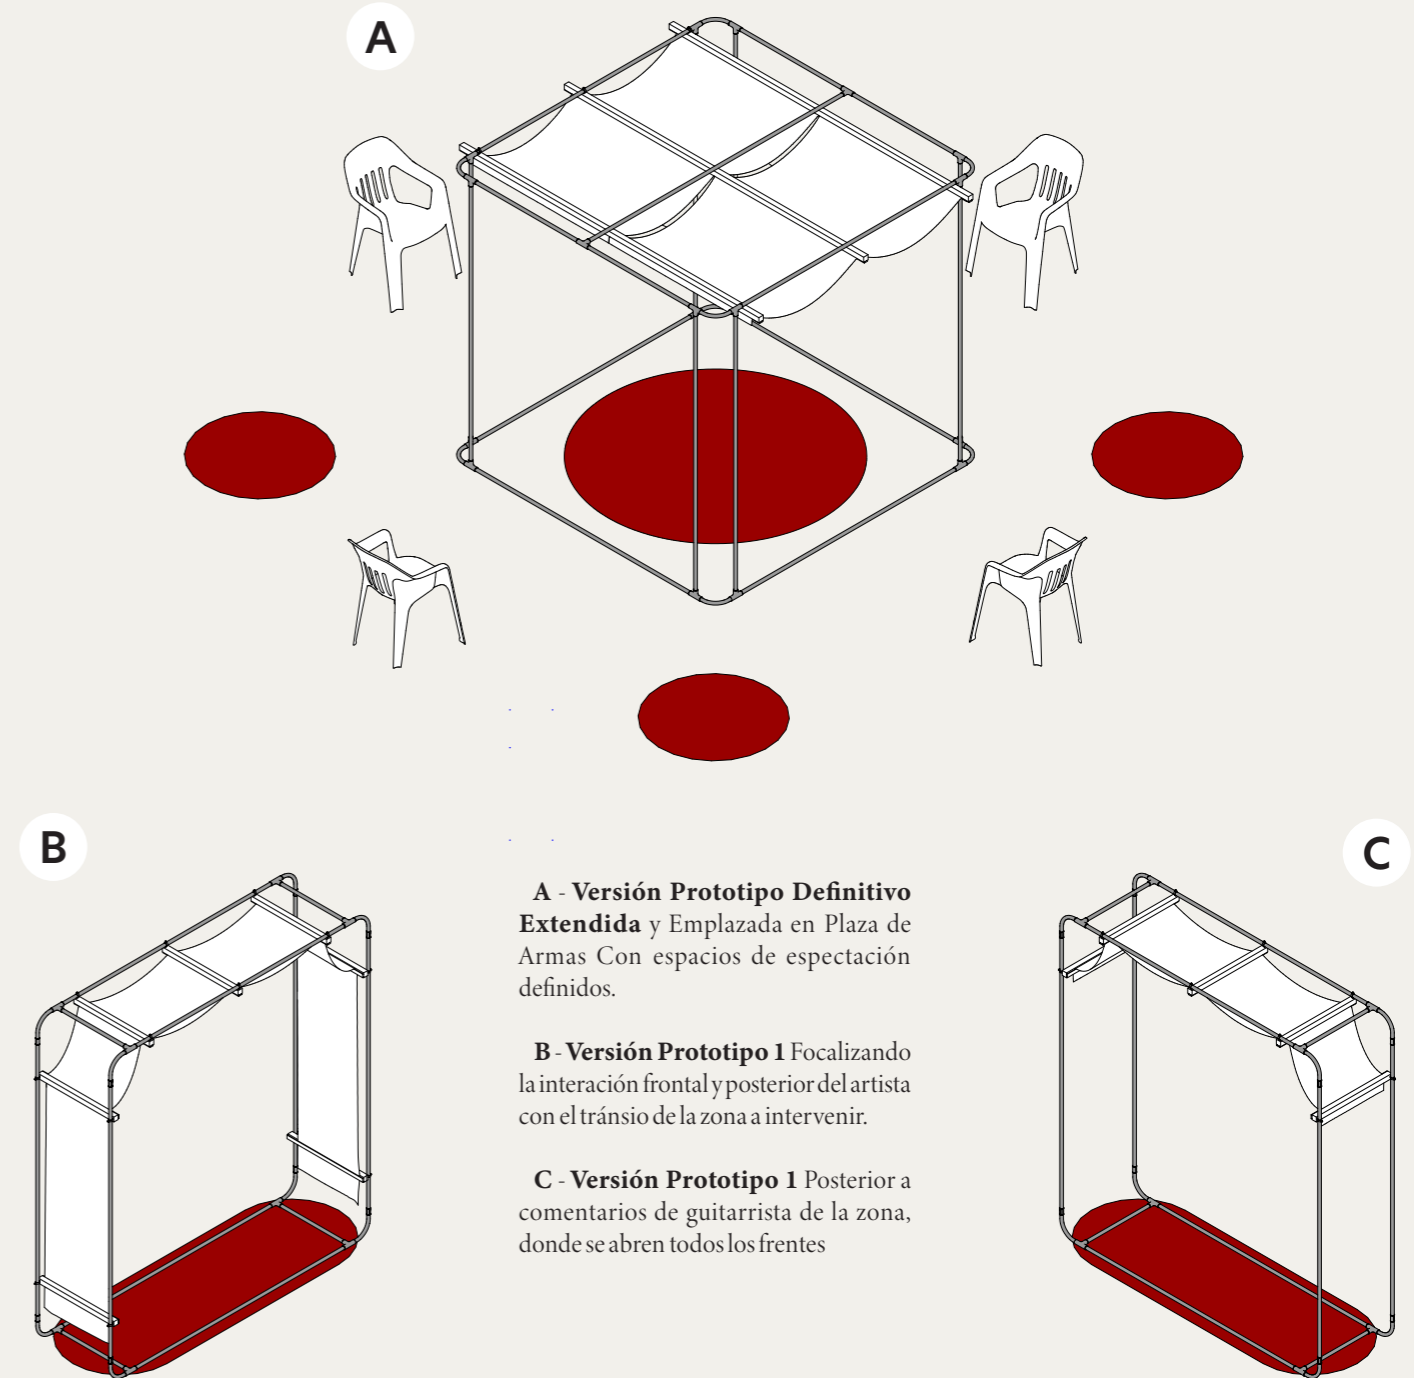 A
B
C
A - Versión Prototipo Definitivo
Extendida y Emplazada en Plaza de
Armas Con espacios de espectación
definidos.
B - Versión Prototipo 1 Focalizando
la interación frontal y posterior del artista
con el tránsio de la zona a intervenir.
C - Versión Prototipo 1 Posterior a
comentarios de guitarrista de la zona,
donde se abren todos los frentes